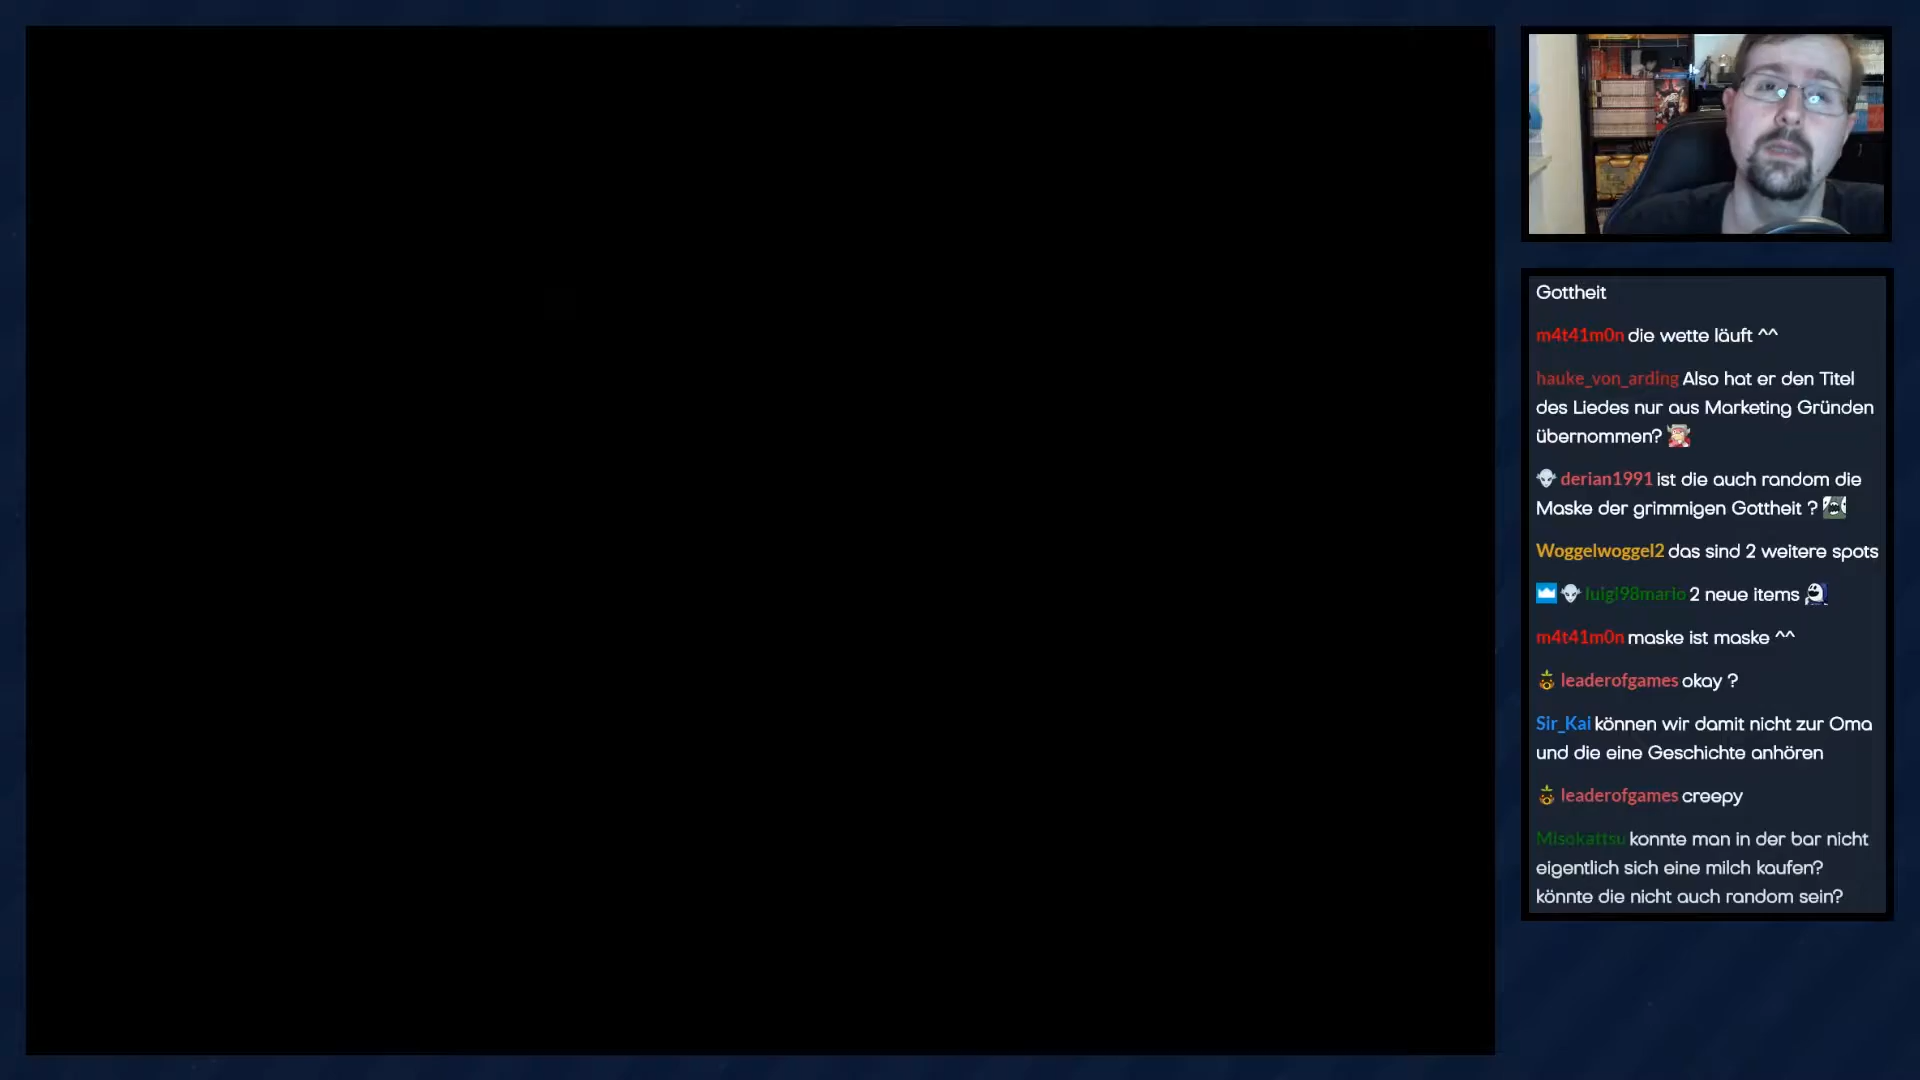 Gottheit
m4t41m0n die wette läuft ^^
hauke_von_arding Also hat er den Titel
des Liedes nur aus Marketing Gründen
übernommen?
derian1991 ist die auch random die
Maske der grimmigen Gottheit ?
Woggelwoggel2 das sind 2 weitere spots
luigi98mario 2 neue items
m4t41m0n maske ist maske ^^
leaderofgames okay ?
Sir_Kai können wir damit nicht zur Oma
und die eine Geschichte anhören
leaderofgames creepy
Misokattsu konnte man in der bar nicht
eigentlich sich eine milch kaufen?
könnte die nicht auch random sein?